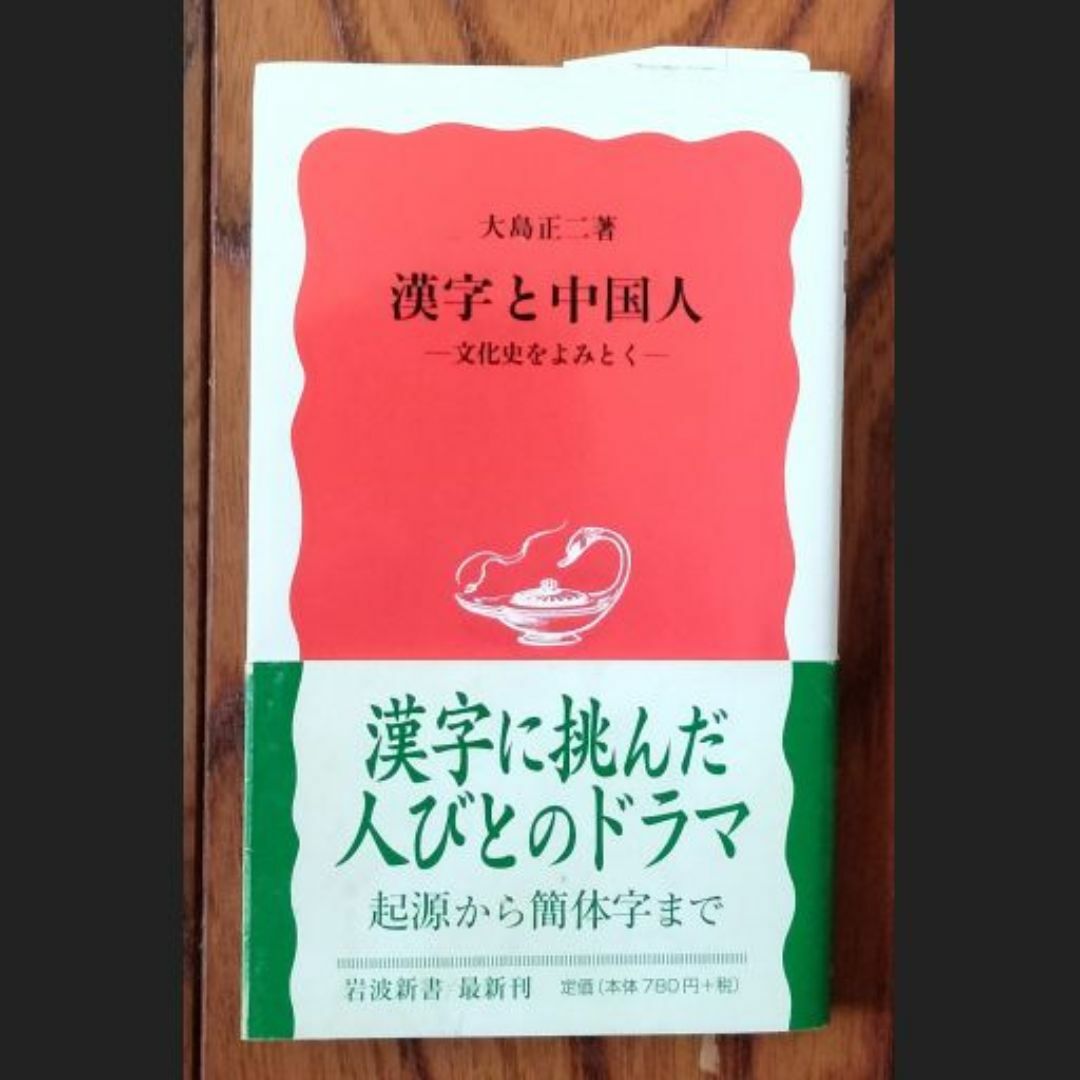 大島正二著
漢字と中国人
―文化史をよみとく―
漢字に挑んだ
人びとのドラマ
起源から簡体字まで
岩波新書 最新刊 定価(本体780円+税)